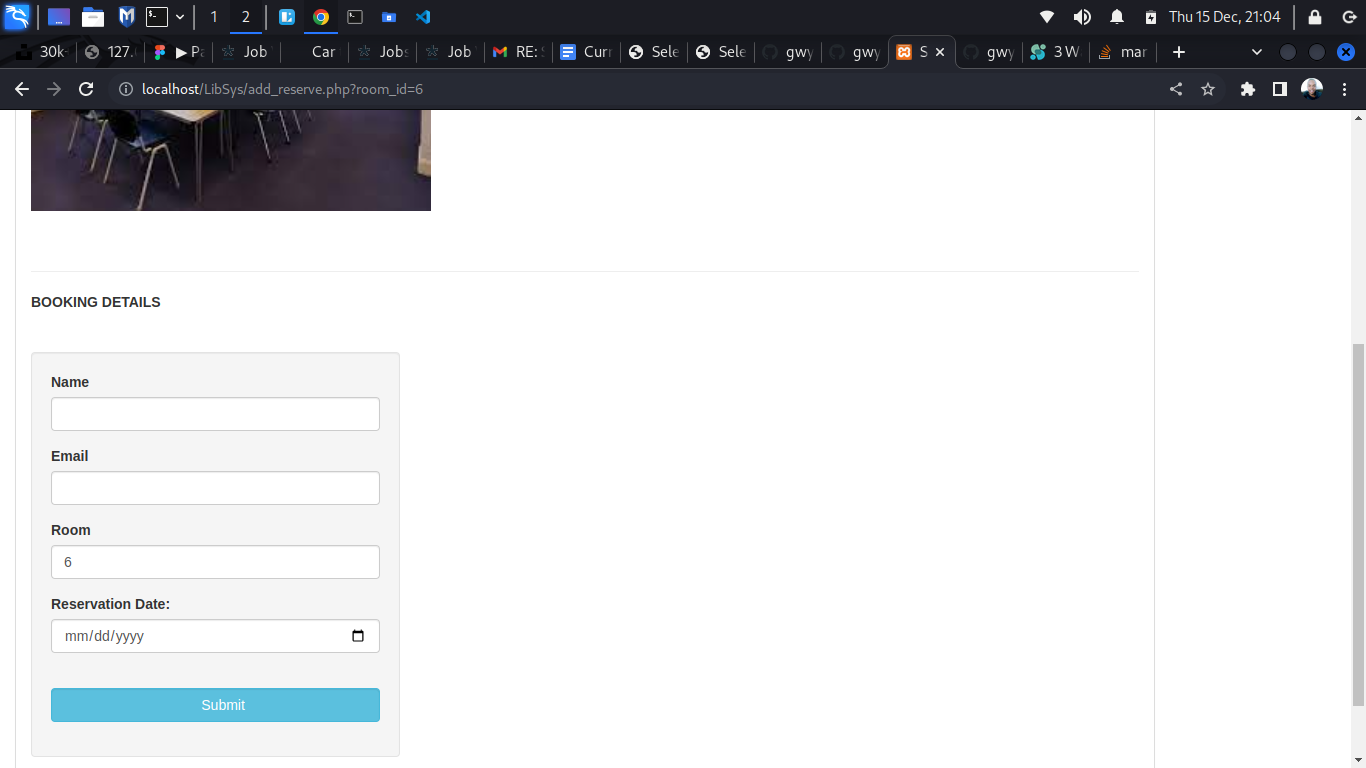 1 2 Thu 15 Dec, 21:04
30k 127. Pa Job Car Jobs Job RE: S Curr Sele Sele gwy gwy S gwy 3 W mar
localhost/LibSys/add_reserve.php?room_id=6
BOOKING DETAILS
Name
Email
Room
6
Reservation Date:
mm/dd/yyyy
Submit